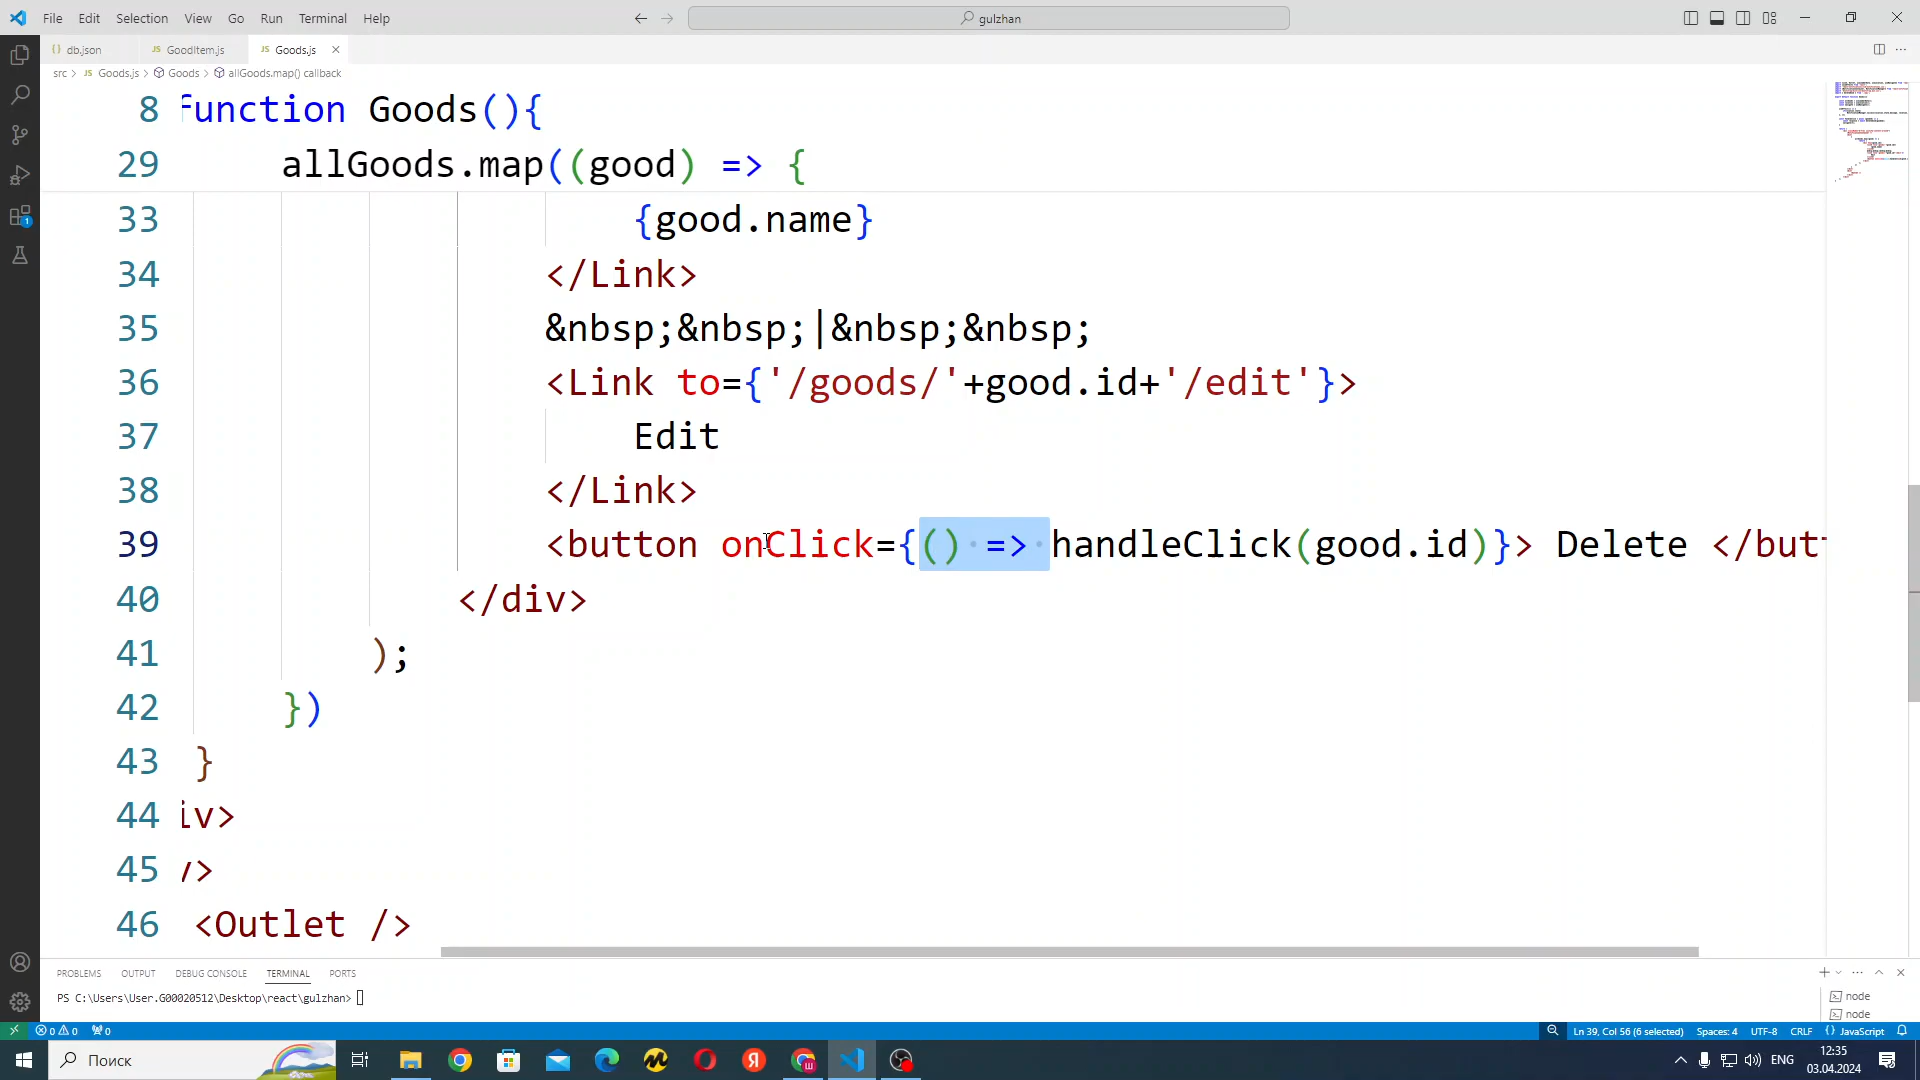 File Edit Selection View Go Run Terminal Help
gulzhan
db.json
GoodItem.js
Goods.js
src > Goods.js > Goods > allGoods.map() callback
8 function Goods(){
29 allGoods.map((good) => {
33 {good.name}
34 </Link>
35 &nbsp;&nbsp;|&nbsp;&nbsp;
36 <Link to={'/goods/'+good.id+'/edit'}>
37 Edit
38 </Link>
39 <button onClick={() => handleClick(good.id)}> Delete </butt
40 </div>
41 );
42 })
43 }
44 iv>
45 />
46 <Outlet />
PROBLEMS OUTPUT DEBUG CONSOLE TERMINAL PORTS
PS C:\Users\User.G00020512\Desktop\react\gulzhan>
node
node
0 0 0
Ln 39, Col 56 (6 selected) Spaces: 4 UTF-8 CRLF {} JavaScript
Поиск
ENG
12:35
03.04.2024